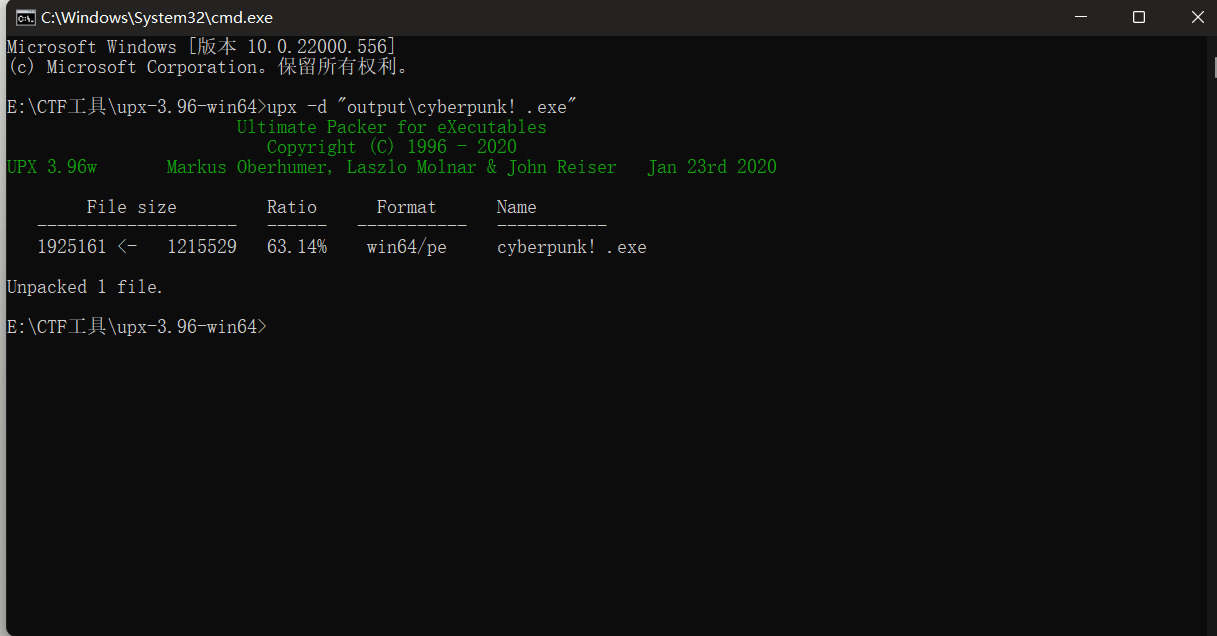 C:\Windows\System32\cmd.exe
Microsoft Windows [版本 10.0.22000.556]
(c) Microsoft Corporation。保留所有权利。
E:\CTF工具\upx-3.96-win64>upx -d "output\cyberpunk! .exe"
Ultimate Packer for eXecutables
Copyright (C) 1996 - 2020
UPX 3.96w Markus Oberhumer, Laszlo Molnar & John Reiser Jan 23rd 2020
File size Ratio Format Name
-------------------- ------ ----------- -----------
1925161 <- 1215529 63.14% win64/pe cyberpunk! .exe
Unpacked 1 file.
E:\CTF工具\upx-3.96-win64>